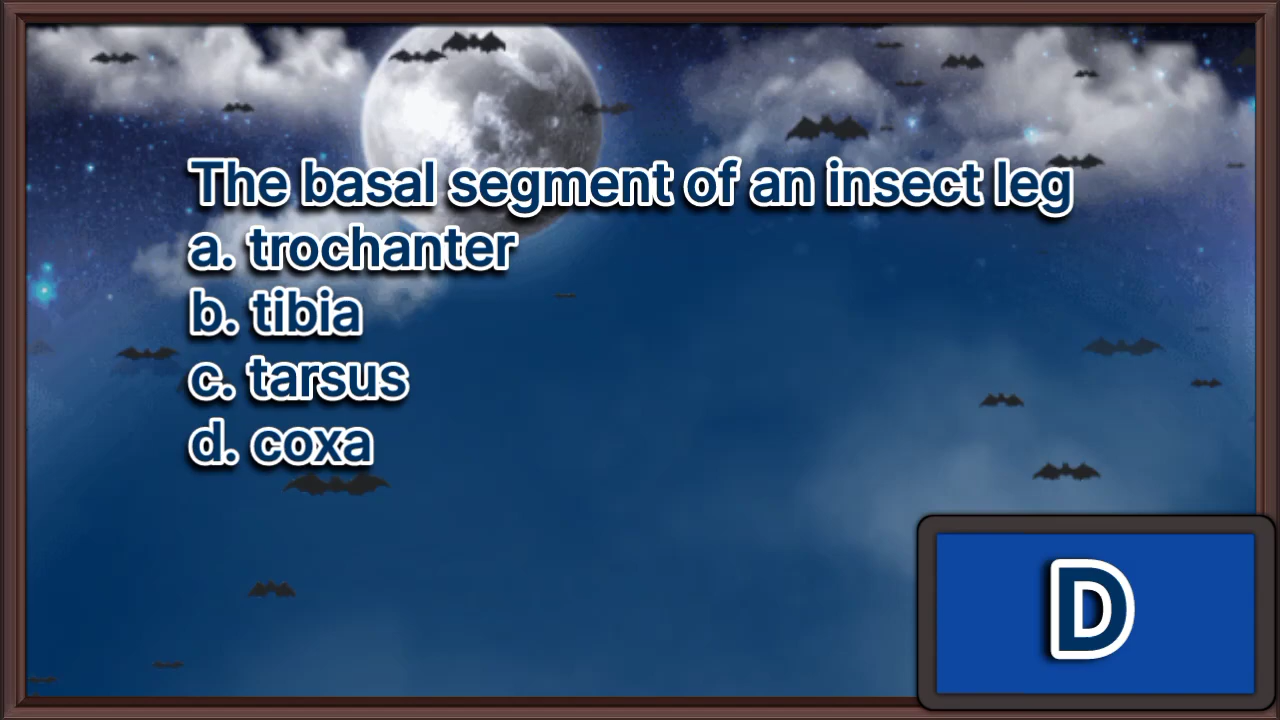 The basal segment of an insect leg
a. trochanter
b. tibia
c. tarsus
d. coxa
D